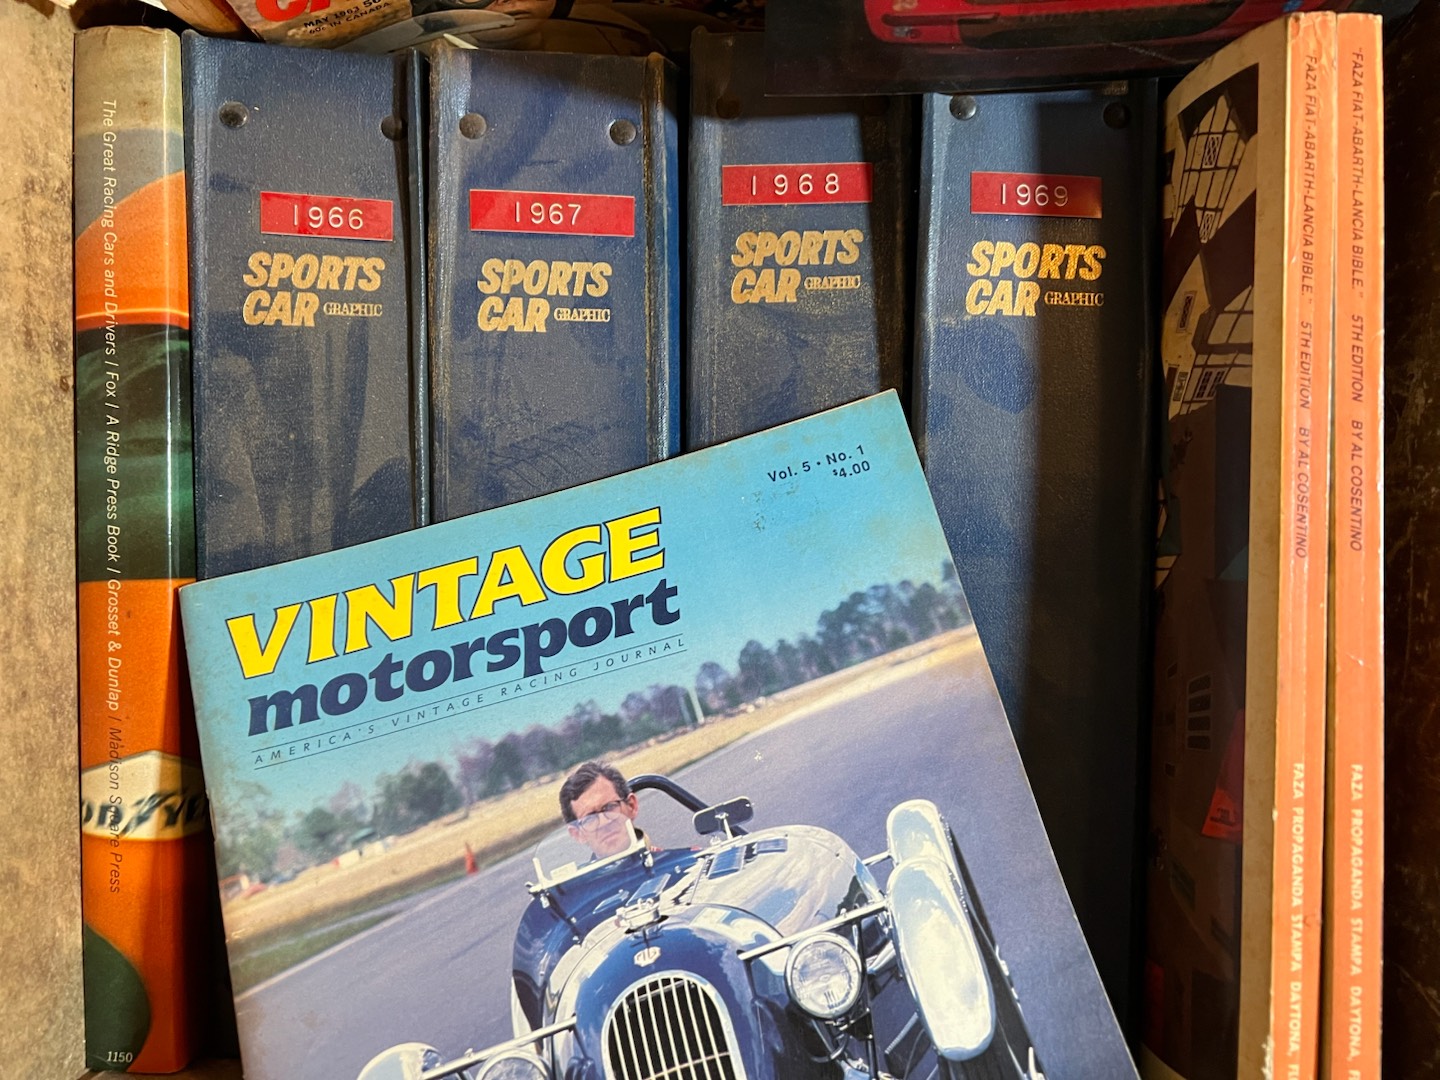 MAY 1963 50¢
60¢ IN CANADA
The Great Racing Cars and Drivers / Fox / A Ridge Press Book / Grosset & Dunlap / Madison Square Press
1150
1966
SPORTS
CAR GRAPHIC
1967
SPORTS
CAR GRAPHIC
1968
SPORTS
CAR GRAPHIC
1969
SPORTS
CAR GRAPHIC
Vol. 5 • No. 1
$4.00
VINTAGE
motorsport
AMERICA'S VINTAGE RACING JOURNAL
"FAZA FIAT-ABARTH-LANCIA BIBLE." 5TH EDITION BY AL COSENTINO FAZA PROPAGANDA STAMPA DAYTONA,
"FAZA FIAT-ABARTH-LANCIA BIBLE." 5TH EDITION BY AL COSENTINO FAZA PROPAGANDA STAMPA DAYTONA,